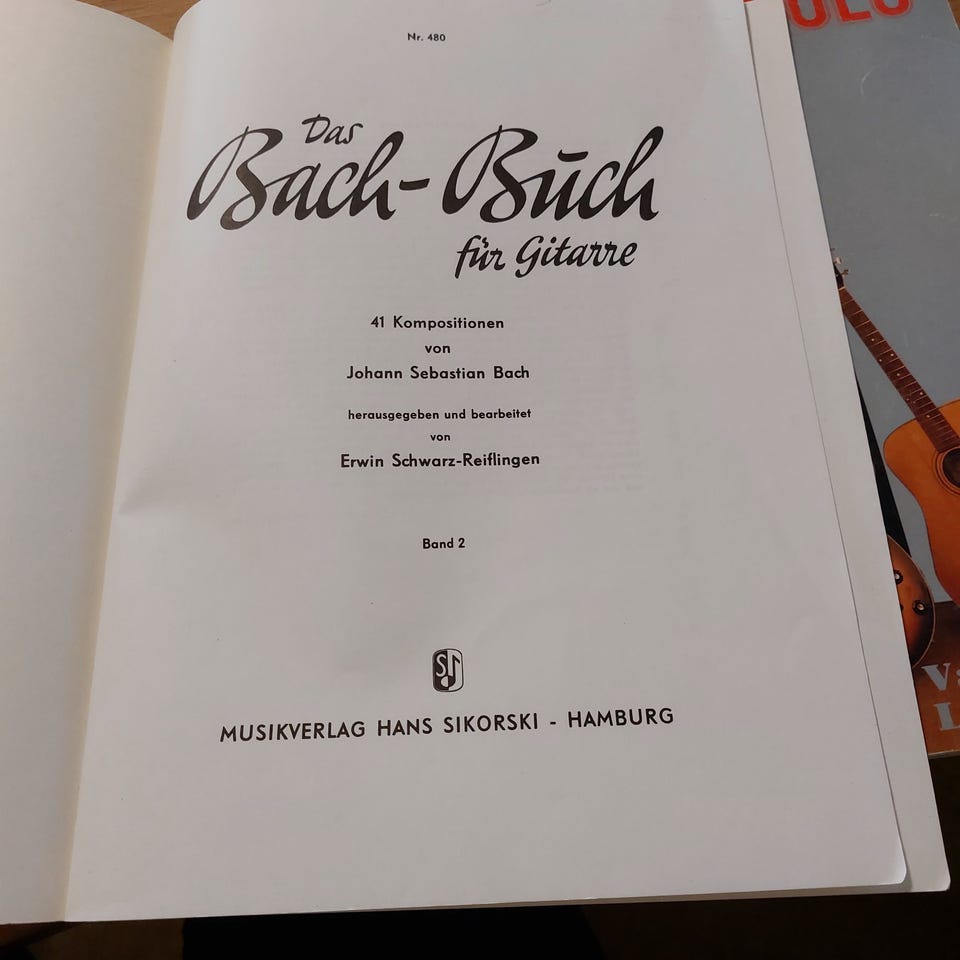 Nr. 480
Das
Bach-Buch
für Gitarre
41 Kompositionen
von
Johann Sebastian Bach
herausgegeben und bearbeitet
von
Erwin Schwarz-Reiflingen
Band 2
MUSIKVERLAG HANS SIKORSKI - HAMBURG